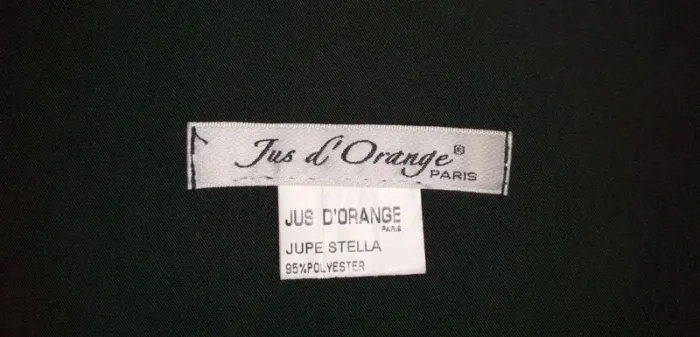 Jus d'Orange®
PARIS
JUS D'ORANGE
PARIS
JUPE STELLA
95%POLYESTER